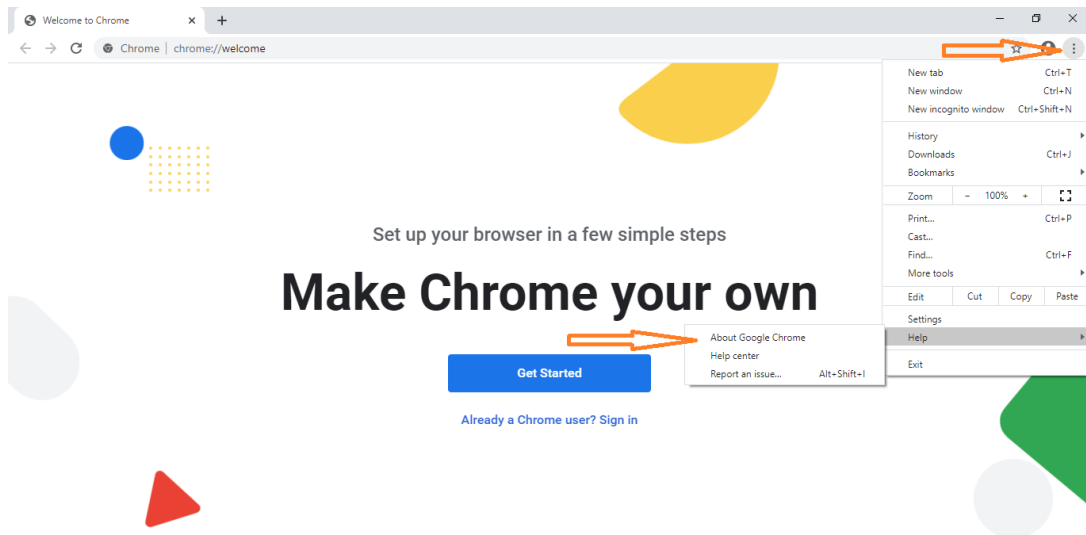 Welcome to Chrome
Chrome | chrome://welcome
New tab Ctrl+T
New window Ctrl+N
New incognito window Ctrl+Shift+N
History
Downloads Ctrl+J
Bookmarks
Zoom - 100% +
Print... Ctrl+P
Cast...
Find... Ctrl+F
More tools
Edit Cut Copy Paste
Settings
Help
Exit
About Google Chrome
Help center
Report an issue... Alt+Shift+I
Set up your browser in a few simple steps
Make Chrome your own
Get Started
Already a Chrome user? Sign in